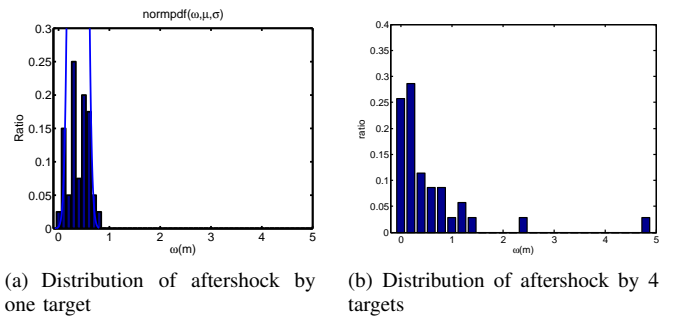 normpdf(ω,μ,σ)
0.3
0.25
0.2
0.15
0.1
0.05
0
Ratio
0 1 2 3 4 5
ω(m)
0.4
0.35
0.3
0.25
0.2
0.15
0.1
0.05
0
ratio
0 1 2 3 4 5
ω(m)
(a) Distribution of aftershock by
one target
(b) Distribution of aftershock by 4
targets